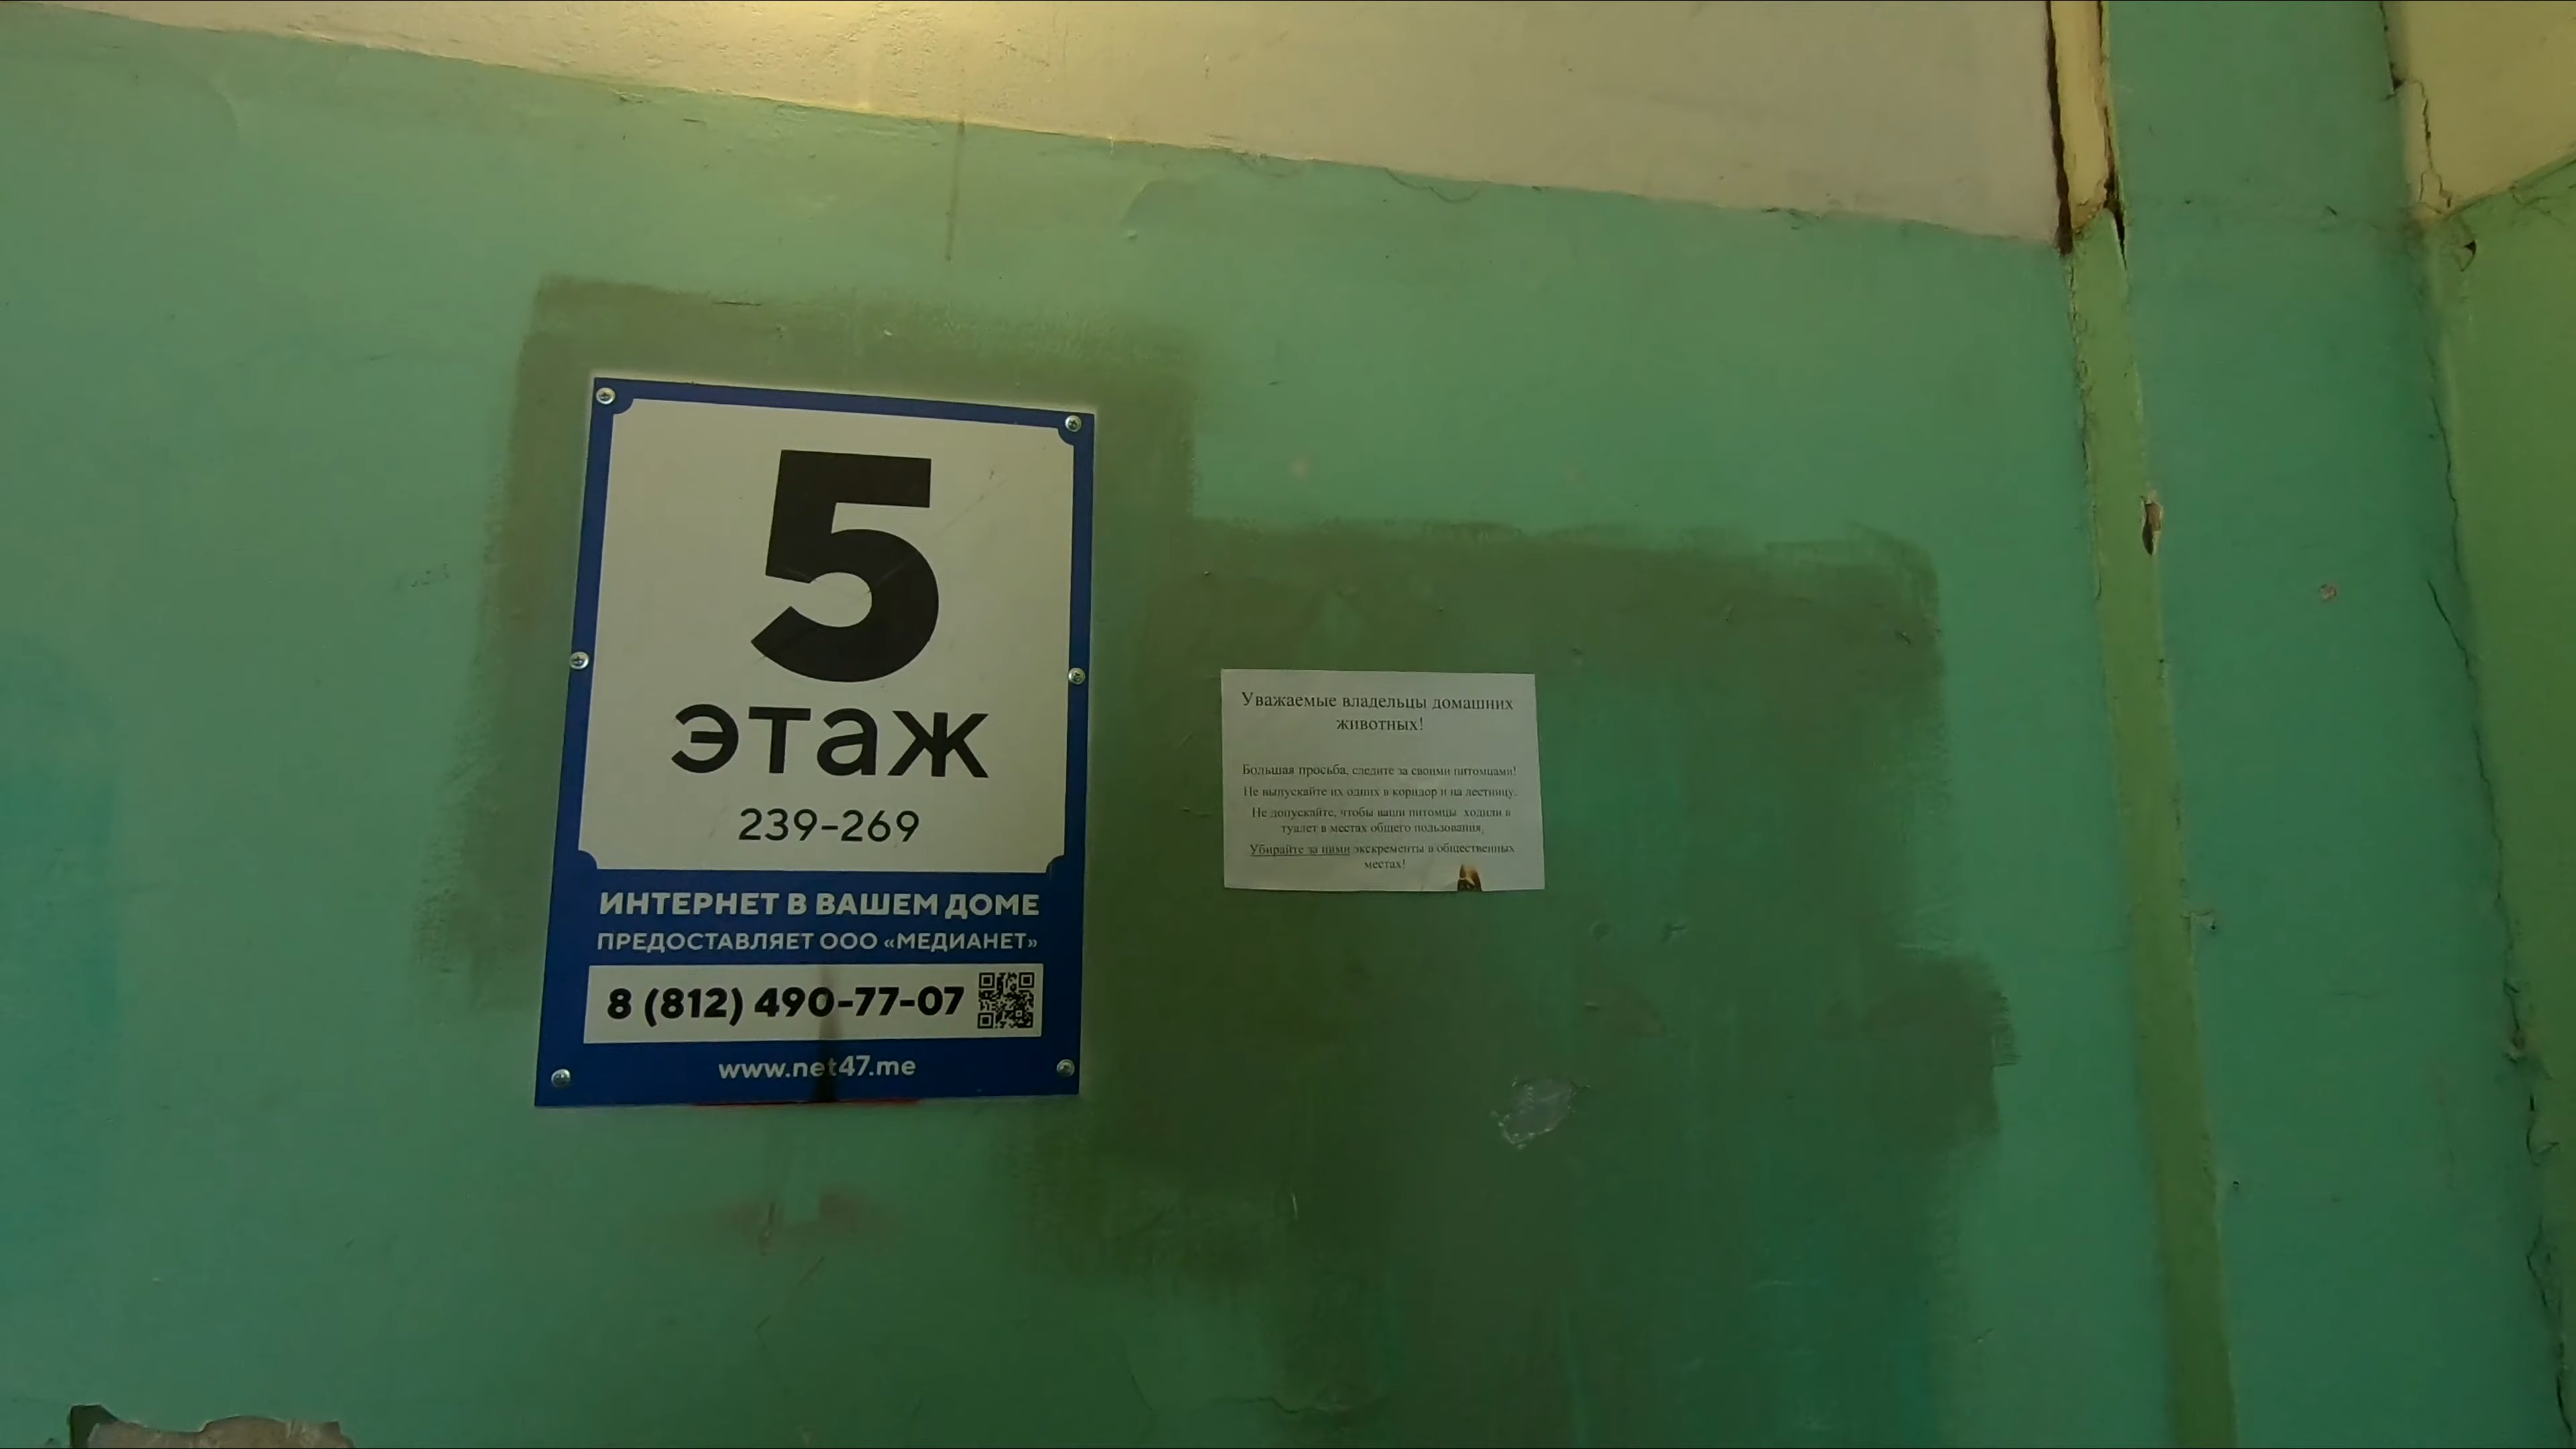 5
этаж
239-269
ИНТЕРНЕТ В ВАШЕМ ДОМЕ
ПРЕДОСТАВЛЯЕТ ООО «МЕДИАНЕТ»
8 (812) 490-77-07
www.net47.me
Уважаемые владельцы домашних
животных!
Большая просьба, следите за своими питомцами!
Не выпускайте их одних в коридор и на лестницу.
Не допускайте, чтобы ваши питомцы ходили в
туалет в местах общего пользования.
Убирайте за ними экскременты в общественных
местах!